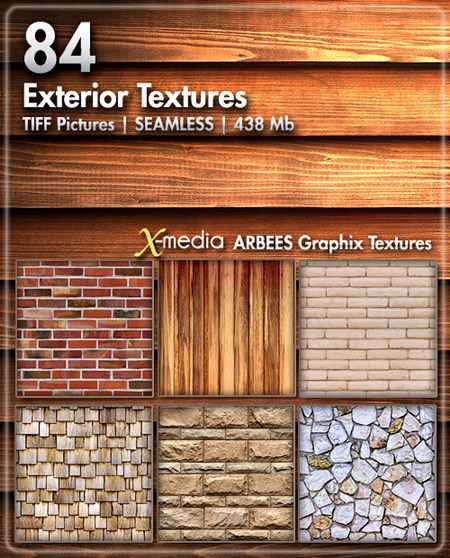 84
Exterior Textures
TIFF Pictures | SEAMLESS | 438 Mb
X-media ARBEES Graphix Textures